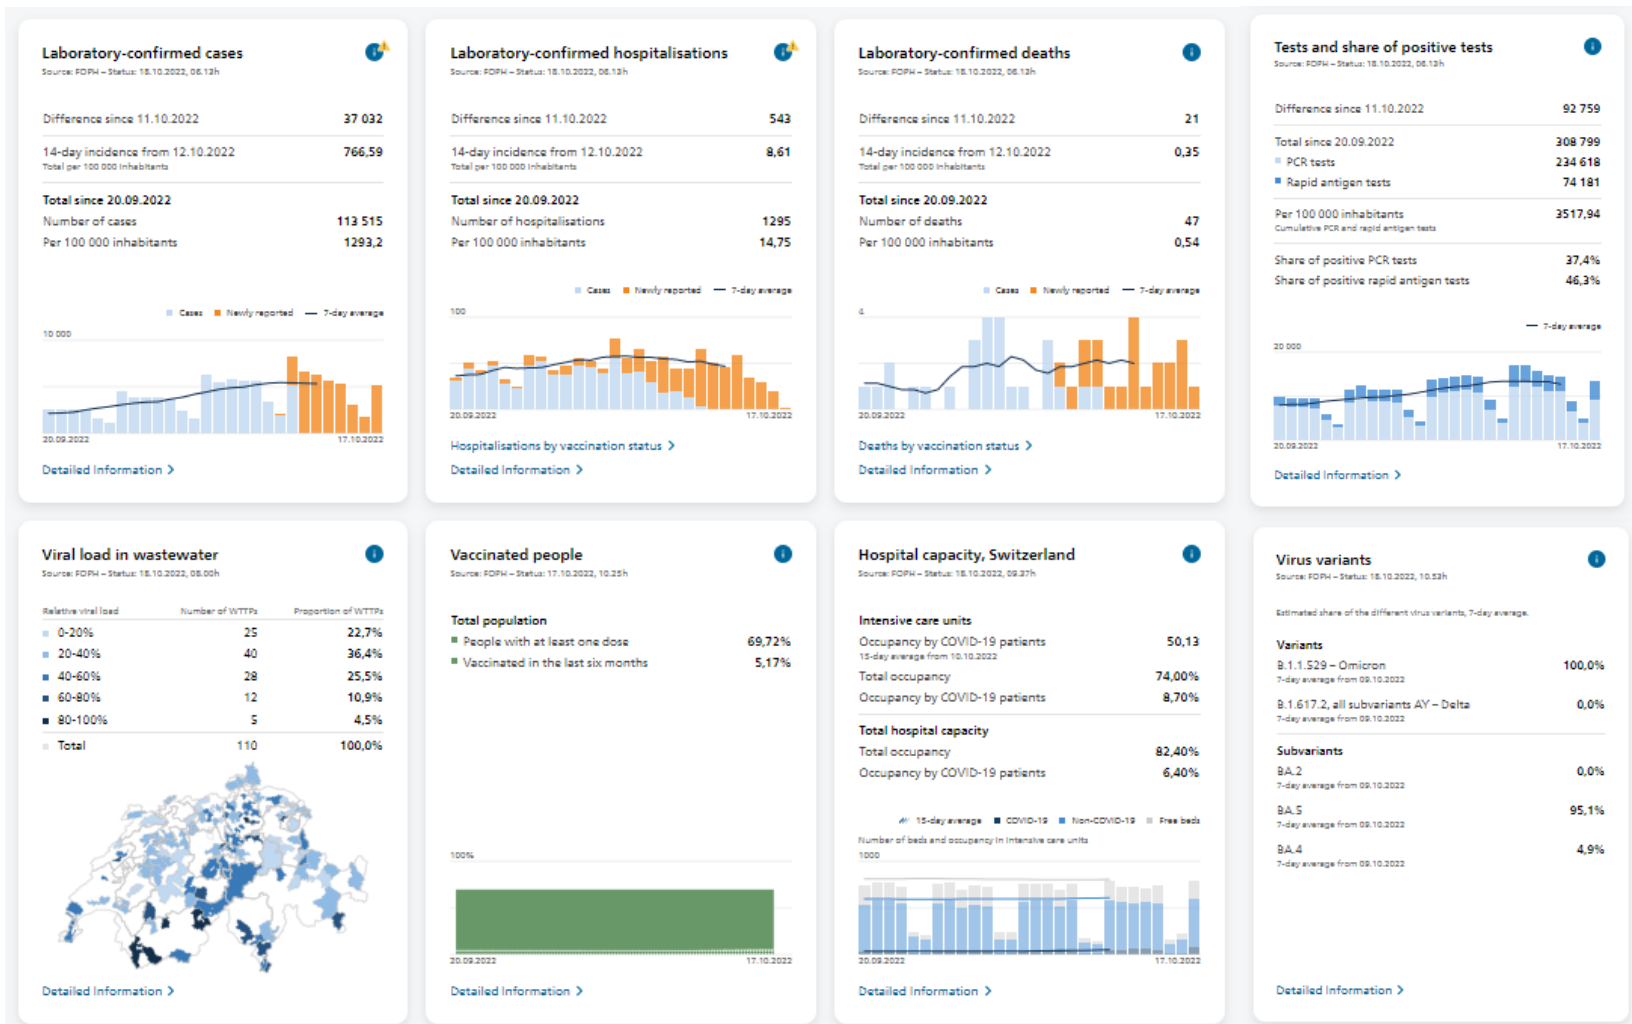 Laboratory-confirmed cases
Source: FOPH – Status: 18.10.2022, 06.13h
Difference since 11.10.2022 37 032
14-day incidence from 12.10.2022 766,59
Total per 100 000 inhabitants
Total since 20.09.2022
Number of cases 113 515
Per 100 000 inhabitants 1293,2
Cases Newly reported 7-day average
10 000
20.09.2022 17.10.2022
Detailed Information
Laboratory-confirmed hospitalisations
Source: FOPH – Status: 18.10.2022, 06.13h
Difference since 11.10.2022 543
14-day incidence from 12.10.2022 8,61
Total per 100 000 inhabitants
Total since 20.09.2022
Number of hospitalisations 1295
Per 100 000 inhabitants 14,75
Cases Newly reported 7-day average
100
20.09.2022 17.10.2022
Hospitalisations by vaccination status
Detailed Information
Laboratory-confirmed deaths
Source: FOPH – Status: 18.10.2022, 06.13h
Difference since 11.10.2022 21
14-day incidence from 12.10.2022 0,35
Total per 100 000 inhabitants
Total since 20.09.2022
Number of deaths 47
Per 100 000 inhabitants 0,54
Cases Newly reported 7-day average
4
20.09.2022 17.10.2022
Deaths by vaccination status
Detailed Information
Tests and share of positive tests
Source: FOPH – Status: 18.10.2022, 06.13h
Difference since 11.10.2022 92 759
Total since 20.09.2022 308 799
PCR tests 234 618
Rapid antigen tests 74 181
Per 100 000 inhabitants 3517,94
Cumulative PCR and rapid antigen tests
Share of positive PCR tests 37,4%
Share of positive rapid antigen tests 46,3%
7-day average
20 000
20.09.2022 17.10.2022
Detailed Information
Viral load in wastewater
Source: FOPH – Status: 18.10.2022, 08.00h
Relative viral load Number of WTTPs Proportion of WTTPs
0-20% 25 22,7%
20-40% 40 36,4%
40-60% 28 25,5%
60-80% 12 10,9%
80-100% 5 4,5%
Total 110 100,0%
Detailed Information
Vaccinated people
Source: FOPH – Status: 17.10.2022, 10.25h
Total population
People with at least one dose 69,72%
Vaccinated in the last six months 5,17%
100%
20.09.2022 17.10.2022
Detailed Information
Hospital capacity, Switzerland
Source: FOPH – Status: 18.10.2022, 09.37h
Intensive care units
Occupancy by COVID-19 patients 50,13
15-day average from 10.10.2022
Total occupancy 74,00%
Occupancy by COVID-19 patients 8,70%
Total hospital capacity
Total occupancy 82,40%
Occupancy by COVID-19 patients 6,40%
15-day average COVID-19 Non-COVID-19 Free beds
Number of beds and occupancy in intensive care units
1000
20.09.2022 17.10.2022
Detailed Information
Virus variants
Source: FOPH – Status: 18.10.2022, 10.53h
Estimated share of the different virus variants, 7-day average.
Variants
B.1.1.529 – Omicron 100,0%
7-day average from 09.10.2022
B.1.617.2, all subvariants AY – Delta 0,0%
7-day average from 09.10.2022
Subvariants
BA.2 0,0%
7-day average from 09.10.2022
BA.5 95,1%
7-day average from 09.10.2022
BA.4 4,9%
7-day average from 09.10.2022
Detailed Information